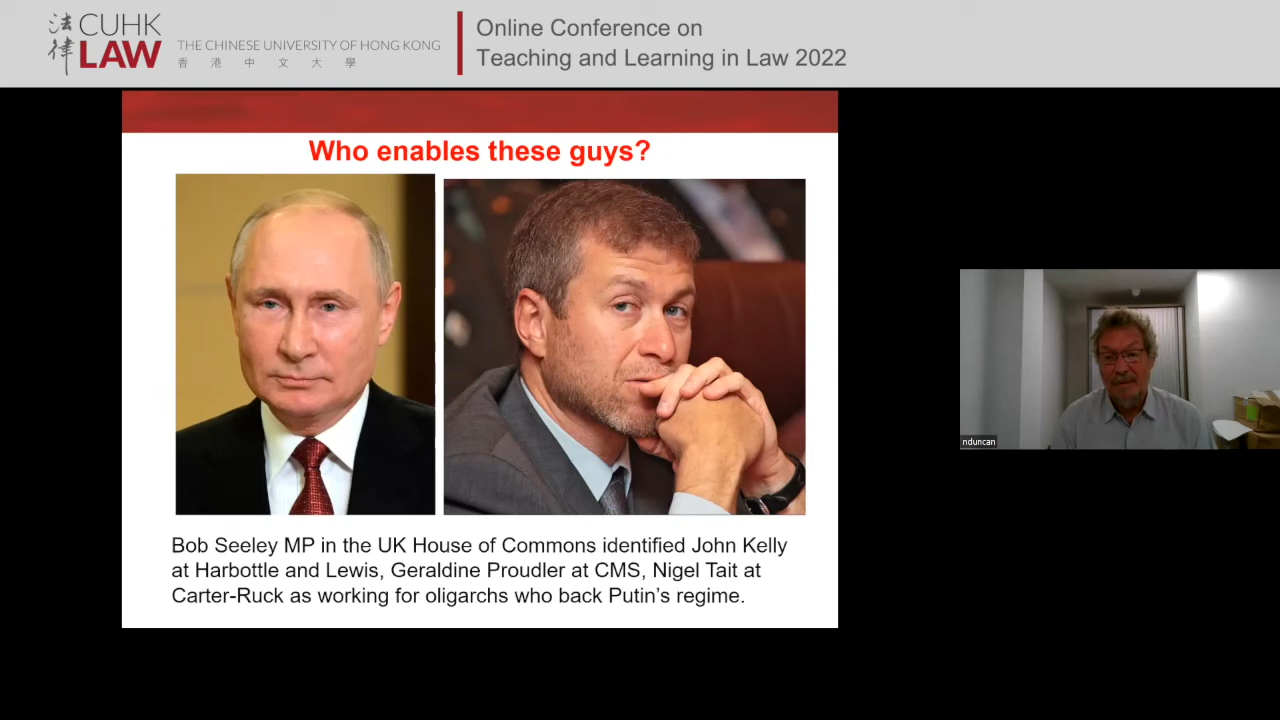 法律
CUHK
LAW
THE CHINESE UNIVERSITY OF HONG KONG
香港中文大學
Online Conference on
Teaching and Learning in Law 2022
Who enables these guys?
Bob Seeley MP in the UK House of Commons identified John Kelly
at Harbottle and Lewis, Geraldine Proudler at CMS, Nigel Tait at
Carter-Ruck as working for oligarchs who back Putin’s regime.
nduncan